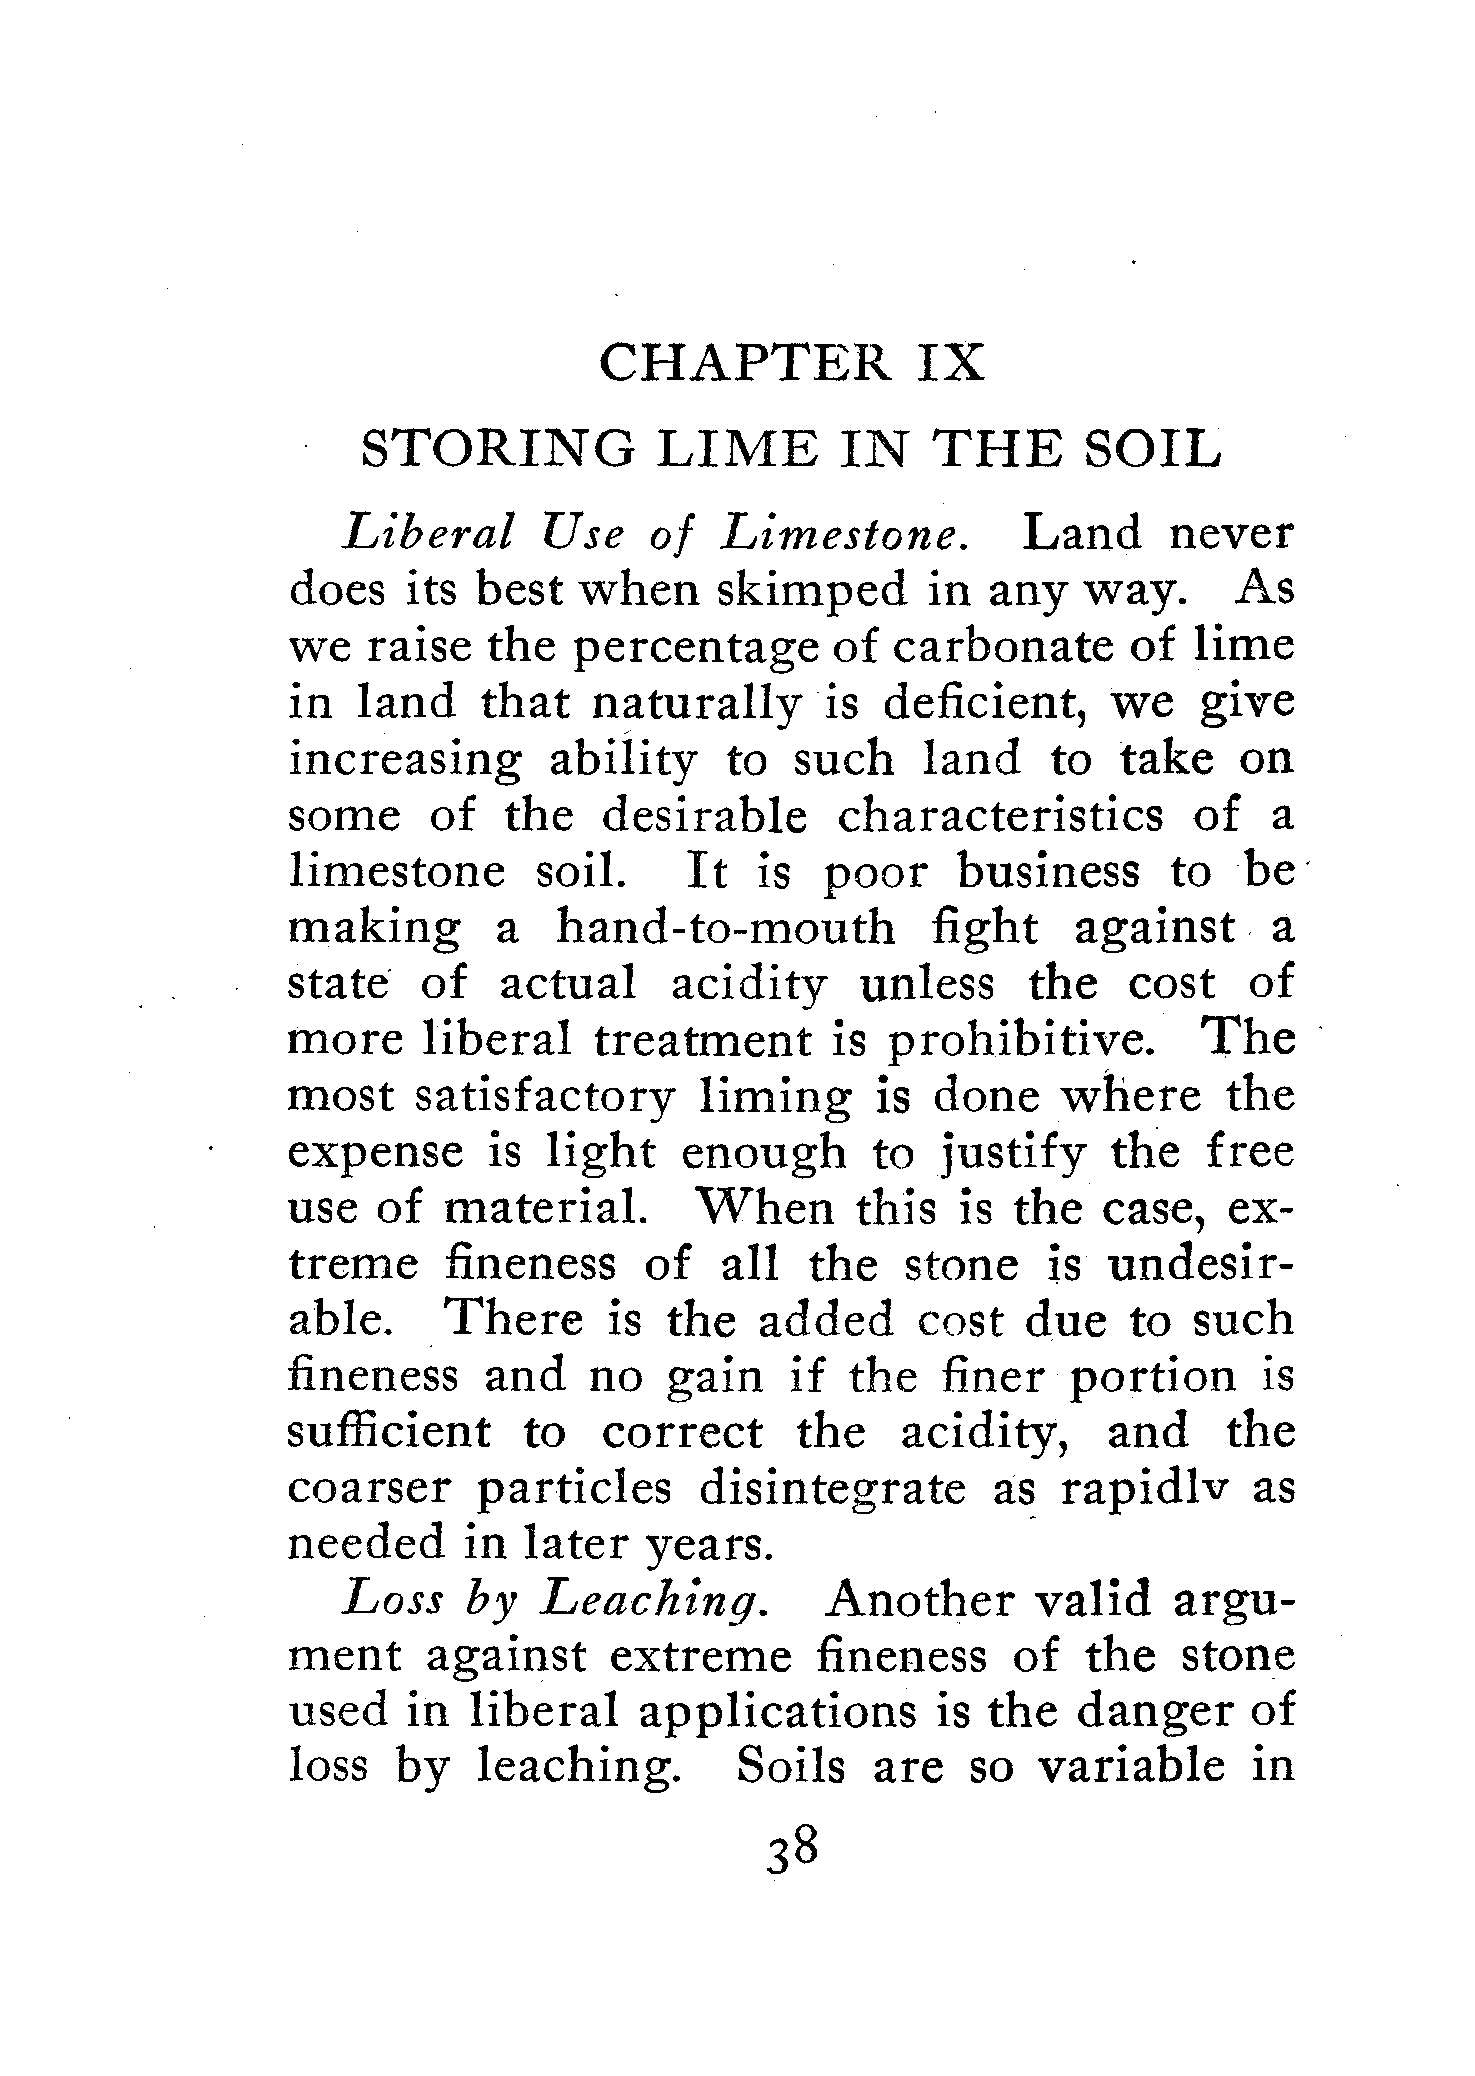 CHAPTER IX
STORING LIME IN THE SOIL
Liberal Use of Limestone. Land never
does its best when skimped in any way. As
we raise the percentage of carbonate of lime
in land that naturally is deficient, we give
increasing ability to such land to take on
some of the desirable characteristics of a
limestone soil. It is poor business to be
making a hand-to-mouth fight against a
state of actual acidity unless the cost of
more liberal treatment is prohibitive. The
most satisfactory liming is done where the
expense is light enough to justify the free
use of material. When this is the case, ex-
treme fineness of all the stone is undesir-
able. There is the added cost due to such
fineness and no gain if the finer portion is
sufficient to correct the acidity, and the
coarser particles disintegrate as rapidly as
needed in later years.
Loss by Leaching. Another valid argu-
ment against extreme fineness of the stone
used in liberal applications is the danger of
loss by leaching. Soils are so variable in
38